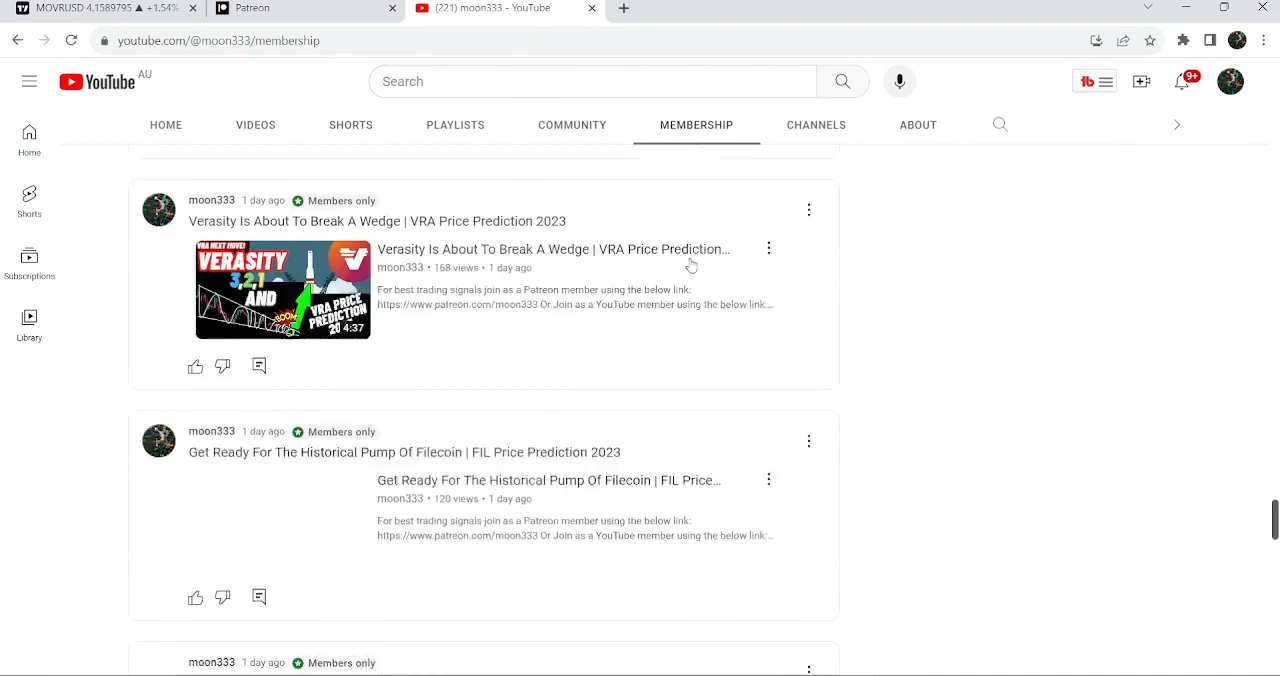 MOVRUSD 4.1589795 ▲ +1.54%
Patreon
(221) moon333 - YouTube
youtube.com/@moon333/membership
YouTube AU
Search
9+
HOME
VIDEOS
SHORTS
PLAYLISTS
COMMUNITY
MEMBERSHIP
CHANNELS
ABOUT
Home
Shorts
Subscriptions
Library
moon333 1 day ago Members only
Verasity Is About To Break A Wedge | VRA Price Prediction 2023
VRA NEXT MOVE!
VERASITY
3,2,1
AND
BOOM
VRA PRICE
PREDICTION
20
4:37
Verasity Is About To Break A Wedge | VRA Price Prediction...
moon333 • 168 views • 1 day ago
For best trading signals join as a Patreon member using the below link:
https://www.patreon.com/moon333 Or Join as a YouTube member using the below link:...
moon333 1 day ago Members only
Get Ready For The Historical Pump Of Filecoin | FIL Price Prediction 2023
Get Ready For The Historical Pump Of Filecoin | FIL Price...
moon333 • 120 views • 1 day ago
For best trading signals join as a Patreon member using the below link:
https://www.patreon.com/moon333 Or Join as a YouTube member using the below link:...
moon333 1 day ago Members only